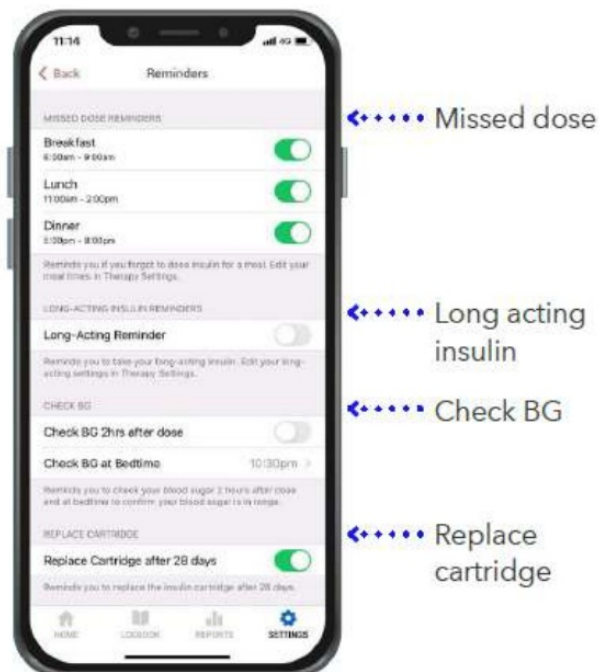 11:14
4G
Back
Reminders
MISSED DOSE REMINDERS
Missed dose
Breakfast
6:00am - 9:00am
Lunch
11:00am - 2:00pm
Dinner
5:00pm - 8:00pm
Reminds you if you forgot to dose insulin for a meal. Edit your
meal times in Therapy Settings.
LONG-ACTING INSULIN REMINDERS
Long acting
insulin
Long-Acting Reminder
Reminds you to take your long-acting insulin. Edit your long-
acting settings in Therapy Settings.
CHECK BG
Check BG
Check BG 2hrs after dose
Check BG at Bedtime
10:30pm
Reminds you to check your blood sugar 2 hours after dose
and at bedtime to confirm your blood sugar is in range.
REPLACE CARTRIDGE
Replace
cartridge
Replace Cartridge after 28 days
Reminds you to replace the insulin cartridge after 28 days.
HOME
LOGBOOK
REPORTS
SETTINGS